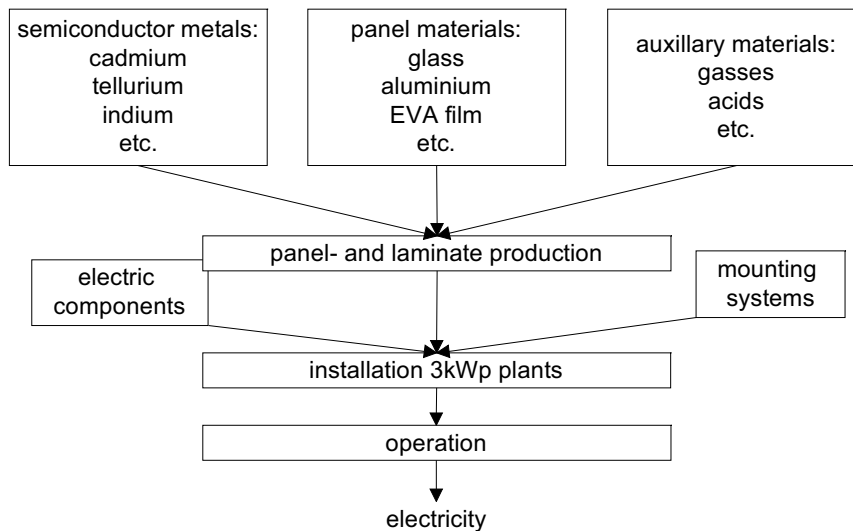 semiconductor metals:
cadmium
tellurium
indium
etc.
panel materials:
glass
aluminium
EVA film
etc.
auxillary materials:
gasses
acids
etc.
panel- and laminate production
electric
components
mounting
systems
installation 3kWp plants
operation
electricity